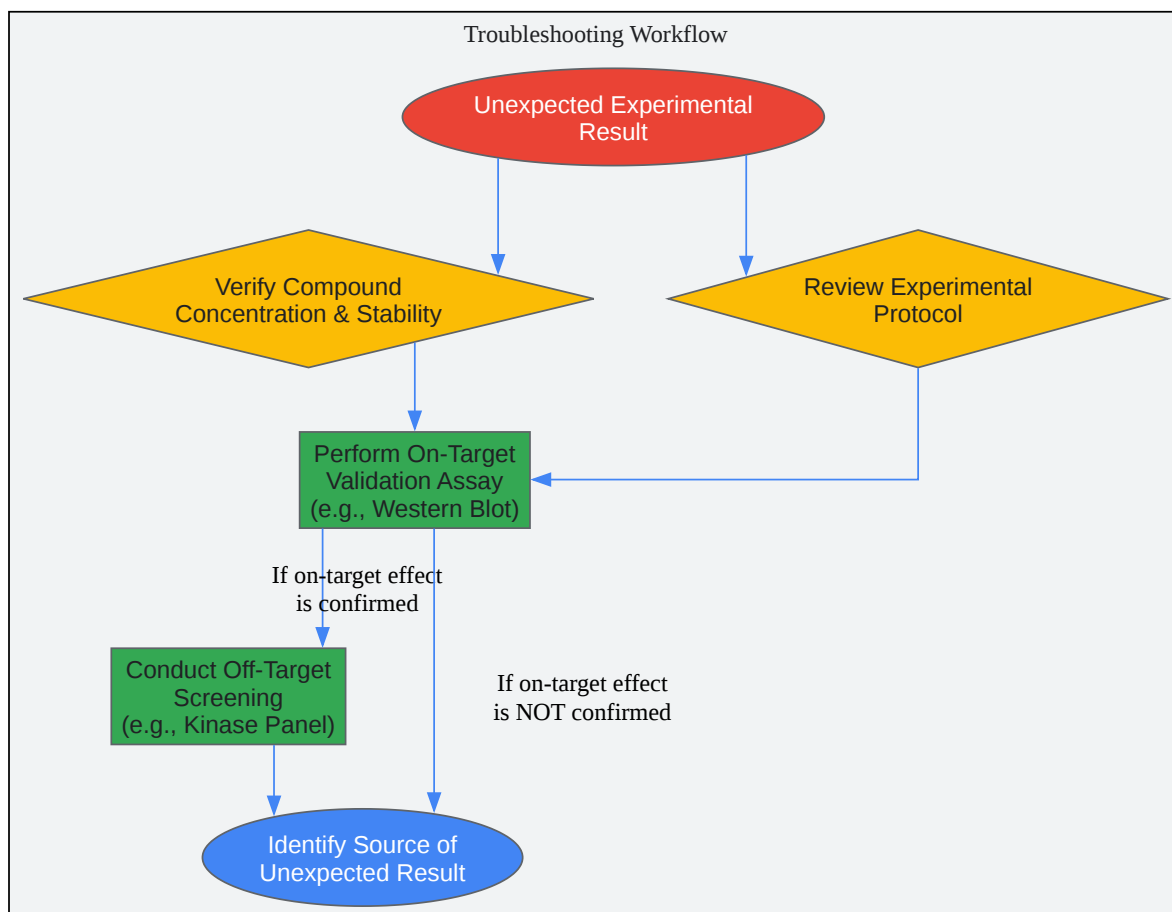 Troubleshooting Workflow
Unexpected Experimental
Result
Verify Compound
Concentration & Stability
Review Experimental
Protocol
Perform On-Target
Validation Assay
(e.g., Western Blot)
If on-target effect
is confirmed
Conduct Off-Target
Screening
(e.g., Kinase Panel)
If on-target effect
is NOT confirmed
Identify Source of
Unexpected Result